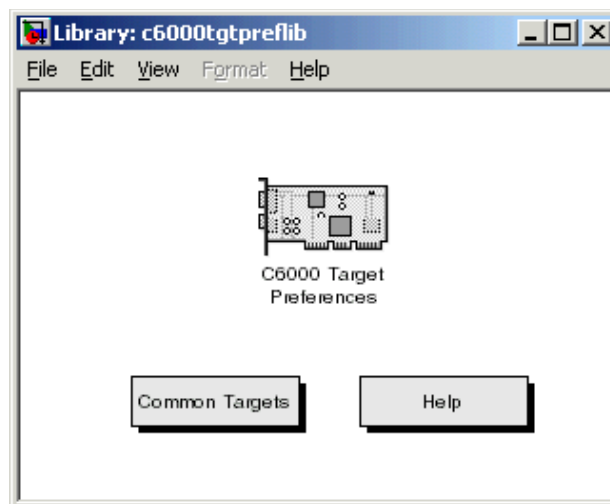 Library: c6000tgtpreflib
File Edit View Format Help
C6000 Target
Preferences
Common Targets Help